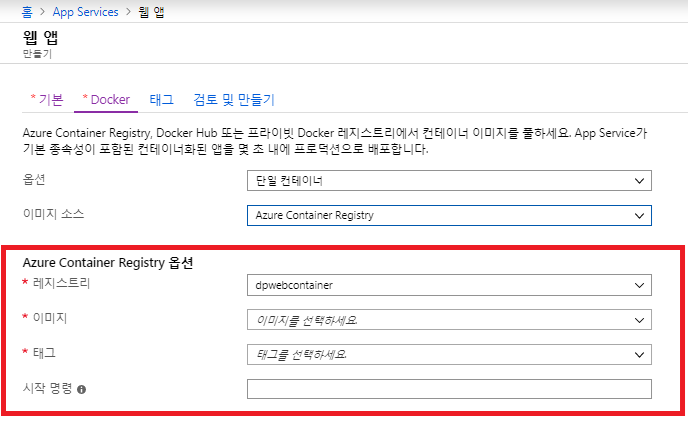 홈 > App Services > 웹 앱
웹 앱
만들기
* 기본 * Docker 태그 검토 및 만들기
Azure Container Registry, Docker Hub 또는 프라이빗 Docker 레지스트리에서 컨테이너 이미지를 풀하세요. App Service가
기본 종속성이 포함된 컨테이너화된 앱을 몇 초 내에 프로덕션으로 배포합니다.
옵션 단일 컨테이너
이미지 소스 Azure Container Registry
Azure Container Registry 옵션
* 레지스트리 dpwebcontainer
* 이미지 이미지를 선택하세요.
* 태그 태그를 선택하세요.
시작 명령